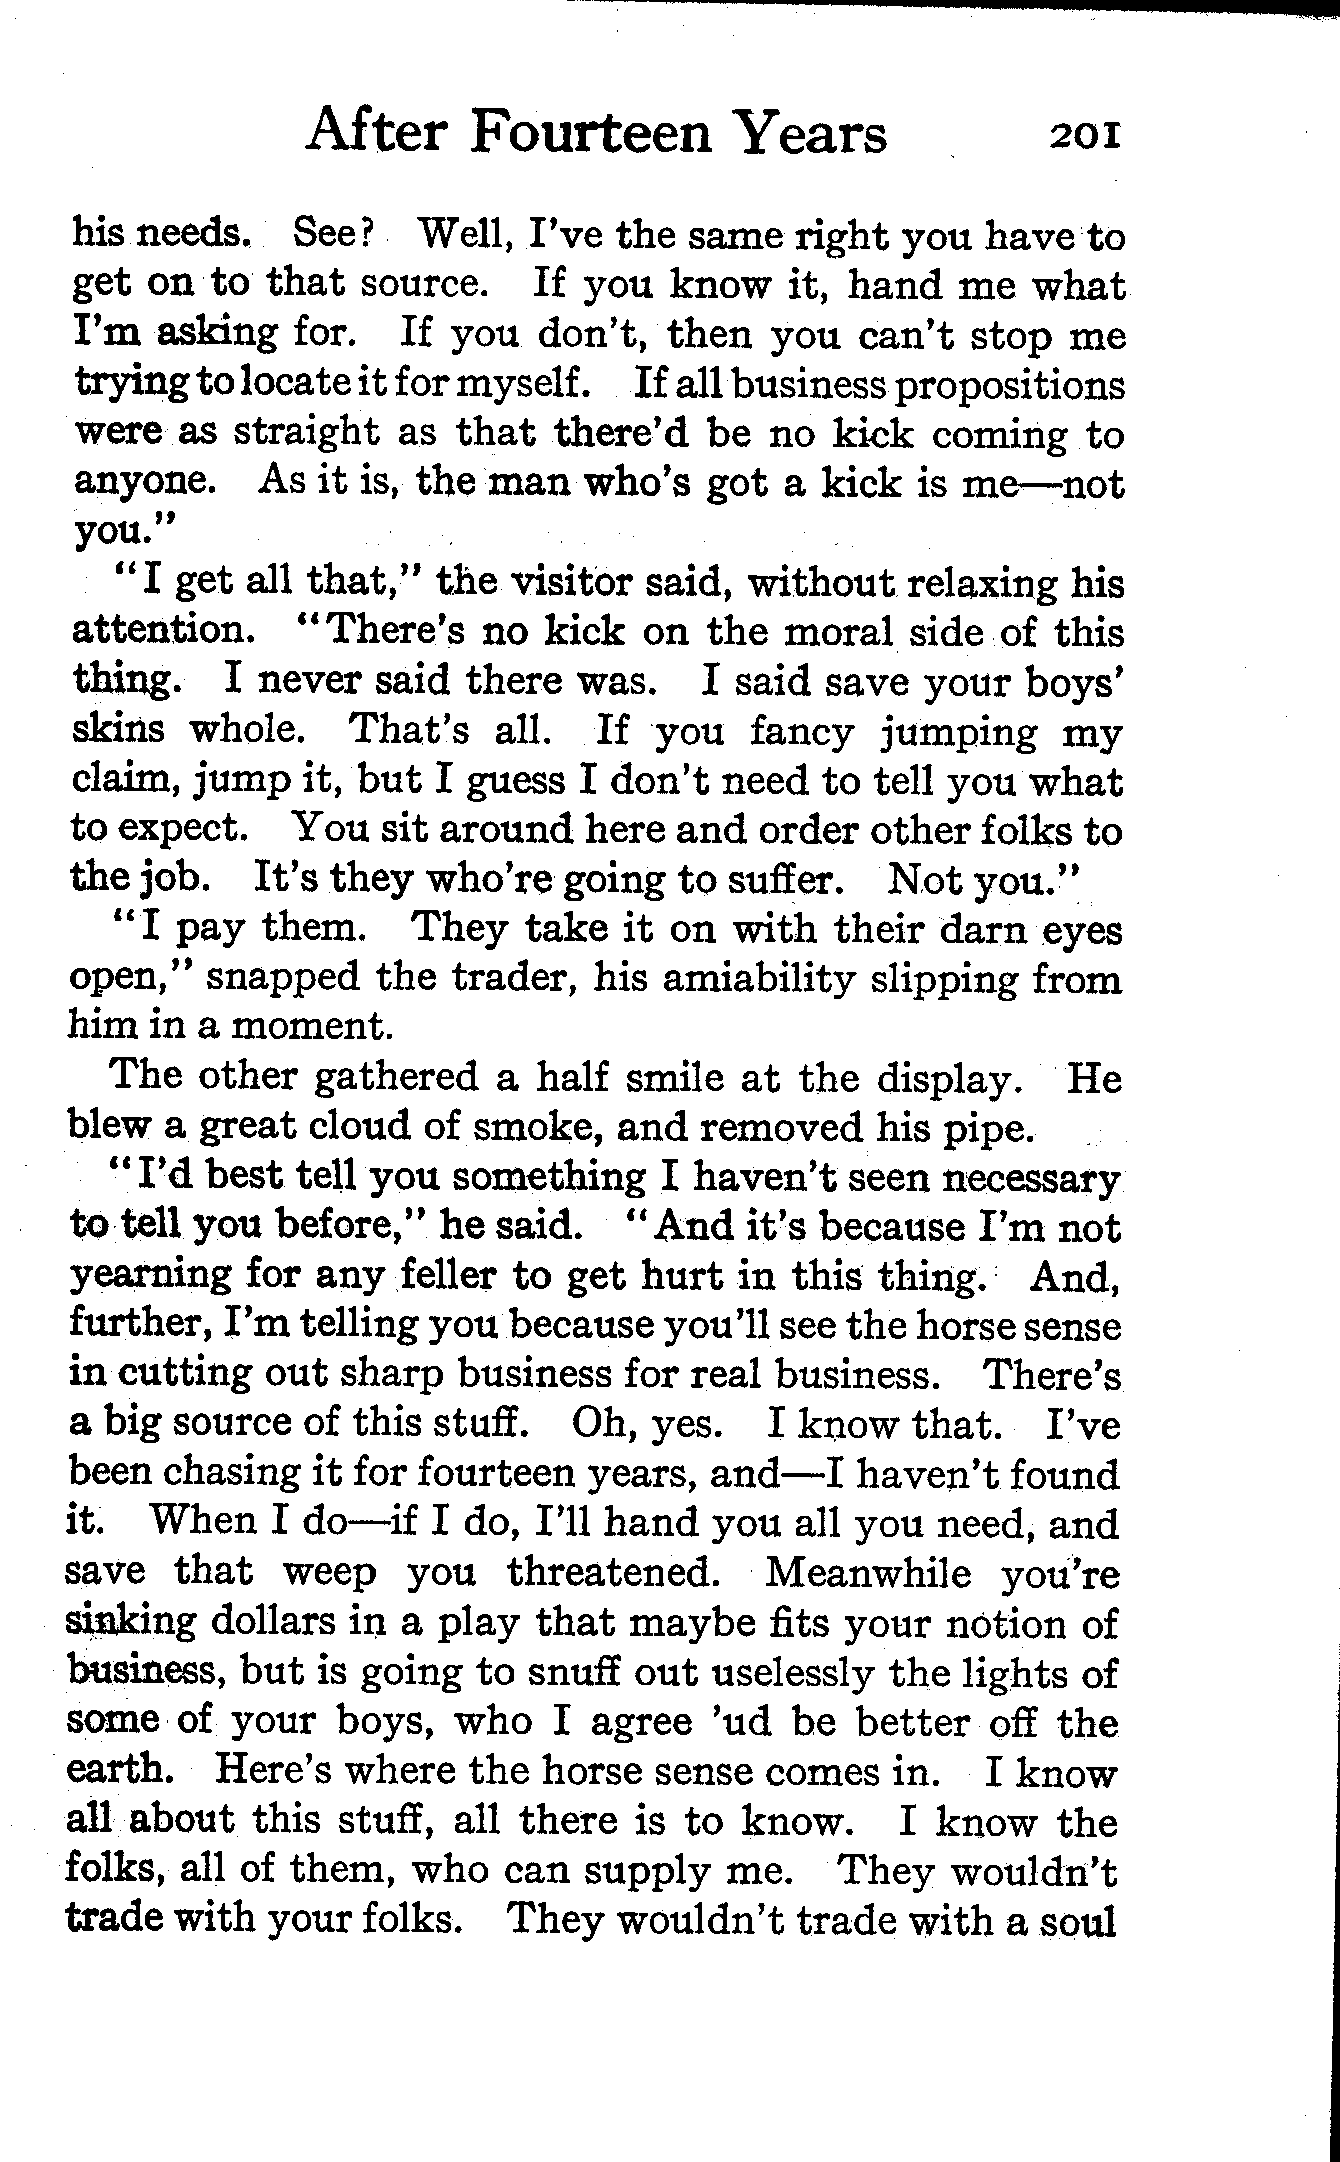 After Fourteen Years 201
his needs. See? Well, I've the same right you have to
get on to that source. If you know it, hand me what
I'm asking for. If you don't, then you can't stop me
trying to locate it for myself. If all business propositions
were as straight as that there'd be no kick coming to
anyone. As it is, the man who's got a kick is me—not
you."
"I get all that," the visitor said, without relaxing his
attention. "There's no kick on the moral side of this
thing. I never said there was. I said save your boys'
skins whole. That's all. If you fancy jumping my
claim, jump it, but I guess I don't need to tell you what
to expect. You sit around here and order other folks to
the job. It's they who're going to suffer. Not you."
"I pay them. They take it on with their darn eyes
open," snapped the trader, his amiability slipping from
him in a moment.
The other gathered a half smile at the display. He
blew a great cloud of smoke, and removed his pipe.
"I'd best tell you something I haven't seen necessary
to tell you before," he said. "And it's because I'm not
yearning for any feller to get hurt in this thing. And,
further, I'm telling you because you'll see the horse sense
in cutting out sharp business for real business. There's
a big source of this stuff. Oh, yes. I know that. I've
been chasing it for fourteen years, and—I haven't found
it. When I do—if I do, I'll hand you all you need, and
save that weep you threatened. Meanwhile you're
sinking dollars in a play that maybe fits your notion of
business, but is going to snuff out uselessly the lights of
some of your boys, who I agree 'ud be better off the
earth. Here's where the horse sense comes in. I know
all about this stuff, all there is to know. I know the
folks, all of them, who can supply me. They wouldn't
trade with your folks. They wouldn't trade with a soul